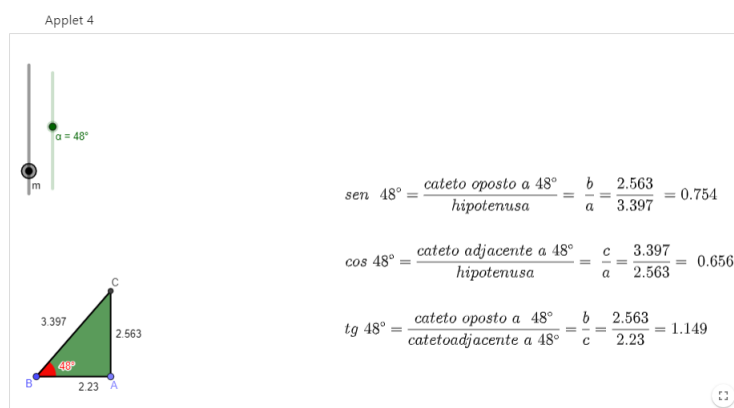 Applet 4
α = 48°
m
sen 48° = cateto oposto a 48° / hipotenusa = b / a = 2.563 / 3.397 = 0.754
cos 48° = cateto adjacente a 48° / hipotenusa = c / a = 3.397 / 2.563 = 0.656
tg 48° = cateto oposto a 48° / catetoadjacente a 48° = b / c = 2.563 / 2.23 = 1.149
C
3.397
2.563
48°
B
2.23
A